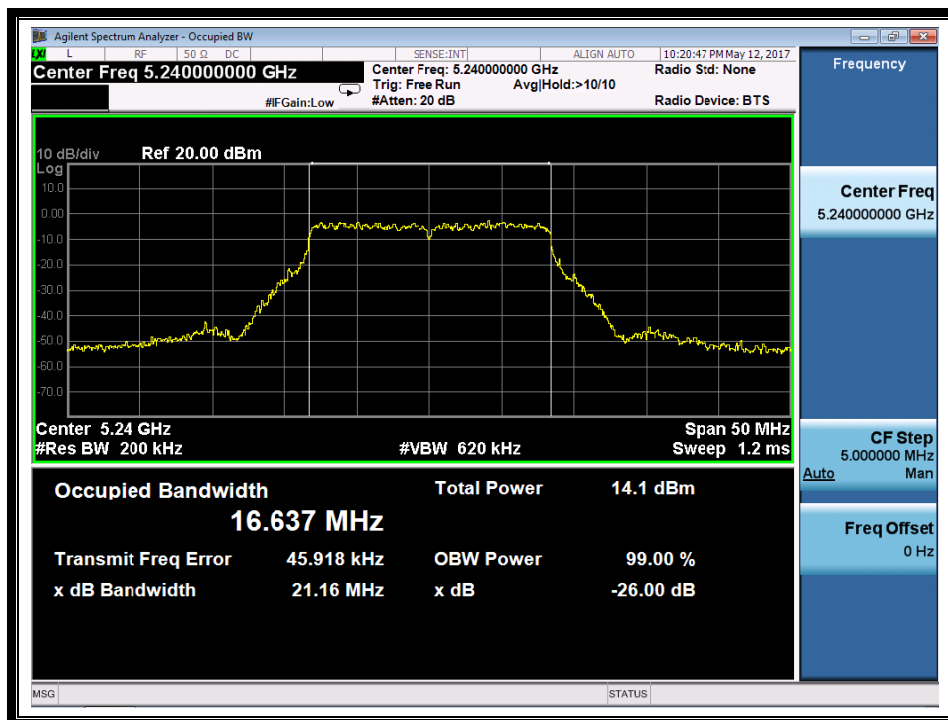 Agilent Spectrum Analyzer - Occupied BW
LXI L RF 50 Ω DC SENSE:INT ALIGN AUTO 10:20:47 PM May 12, 2017
Center Freq 5.240000000 GHz
Center Freq: 5.240000000 GHz Radio Std: None
Trig: Free Run Avg|Hold:>10/10
#IFGain:Low #Atten: 20 dB Radio Device: BTS
10 dB/div Ref 20.00 dBm
Log
10.0
0.00
-10.0
-20.0
-30.0
-40.0
-50.0
-60.0
-70.0
Center 5.24 GHz Span 50 MHz
#Res BW 200 kHz #VBW 620 kHz Sweep 1.2 ms
Occupied Bandwidth Total Power 14.1 dBm
16.637 MHz
Transmit Freq Error 45.918 kHz OBW Power 99.00 %
x dB Bandwidth 21.16 MHz x dB -26.00 dB
MSG STATUS
Frequency
Center Freq
5.240000000 GHz
CF Step
5.000000 MHz
Auto Man
Freq Offset
0 Hz